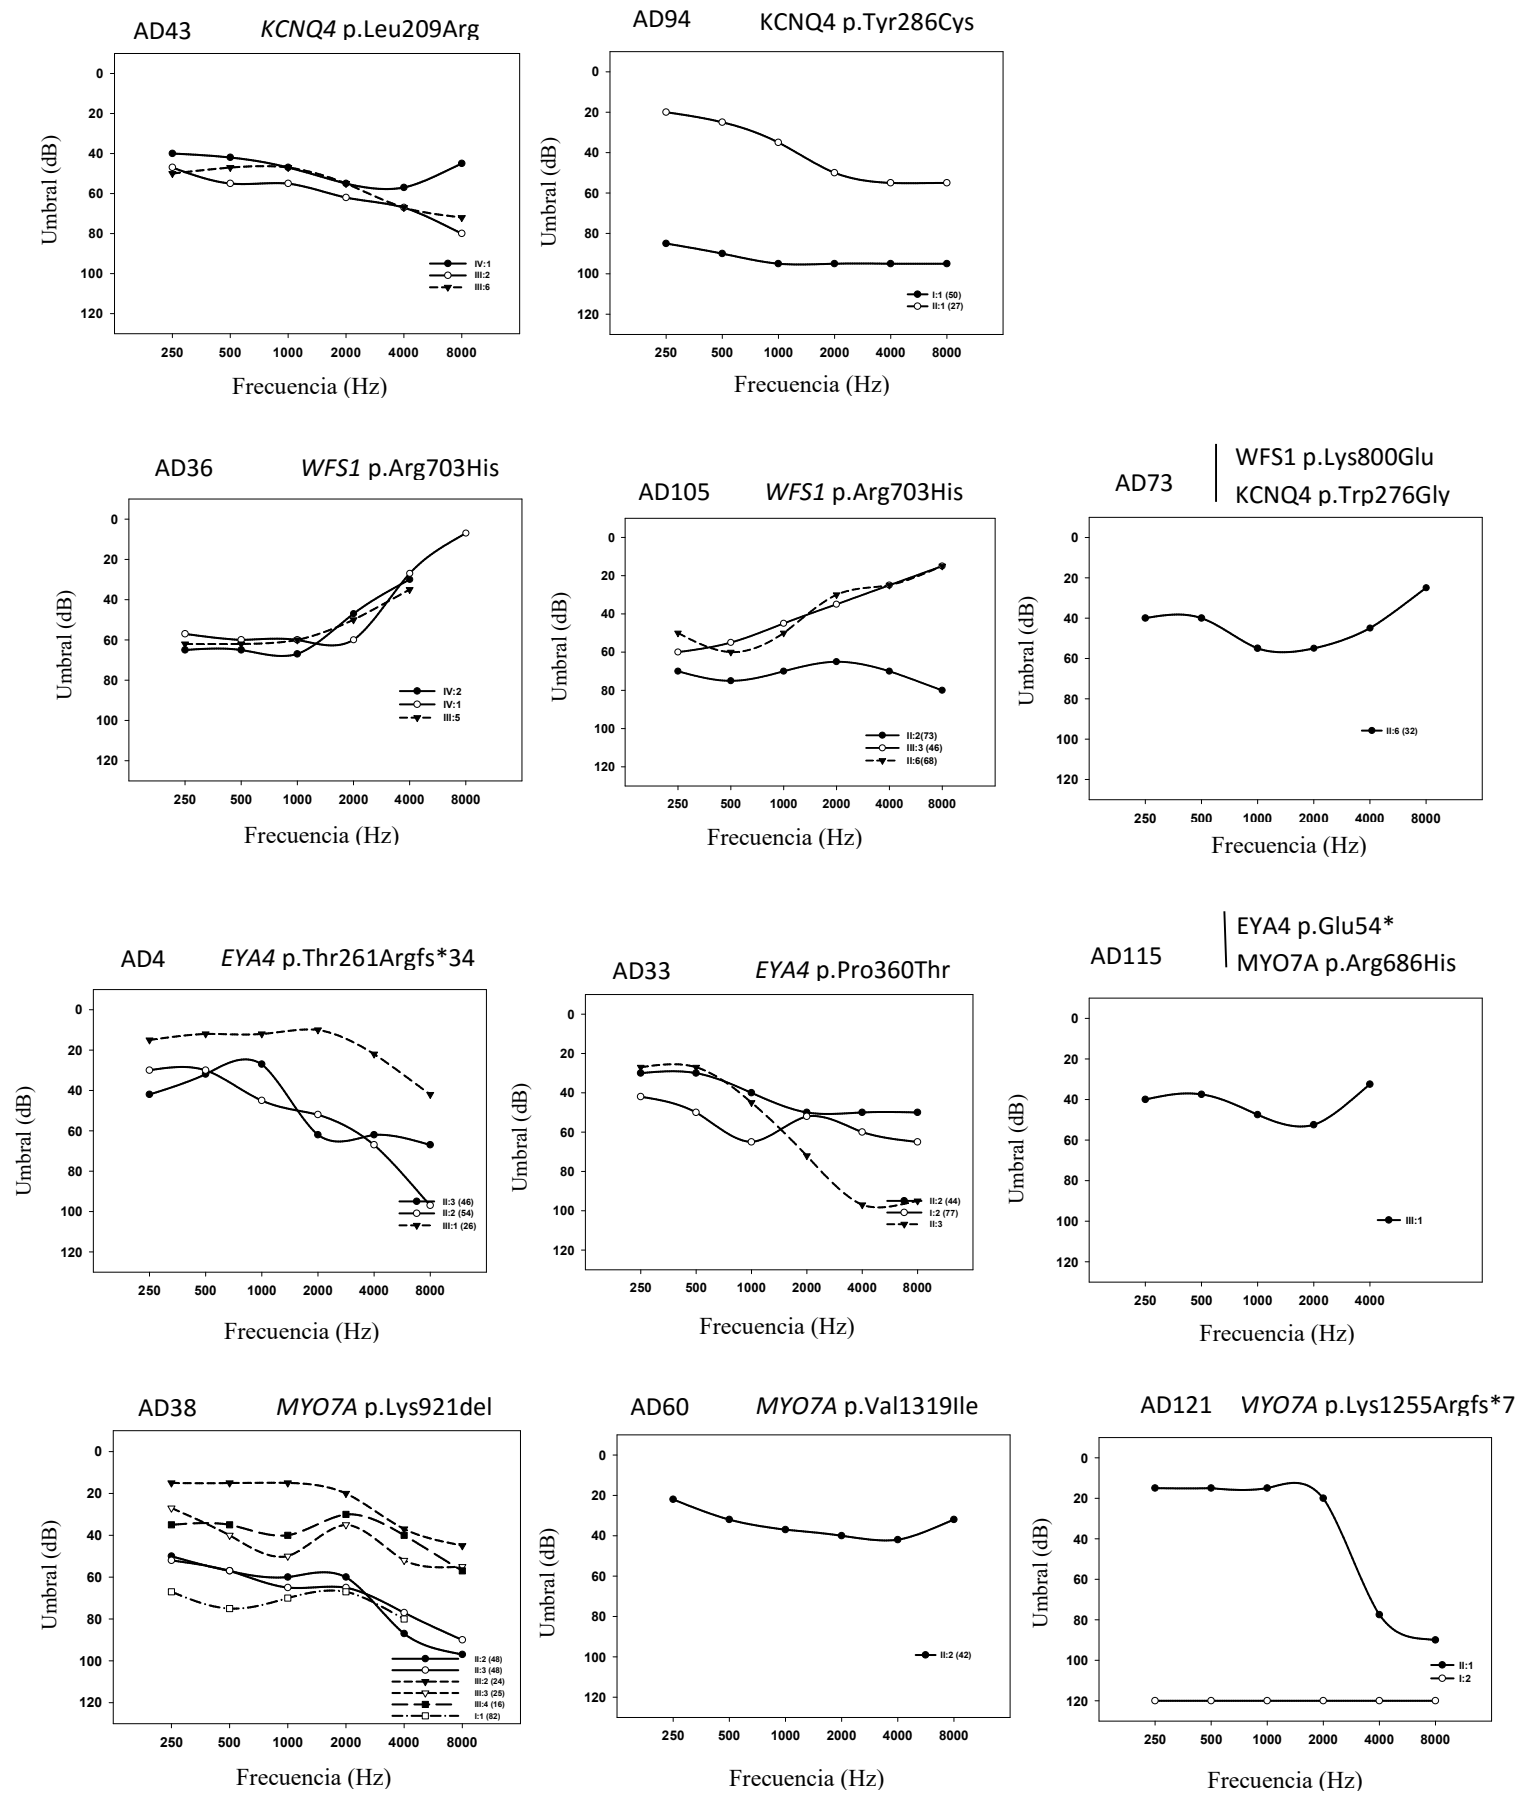 AD43 KCNQ4 p.Leu209Arg
0
20
40
60
80
100
120
Umbral (dB)
IV:1
III:2
III:6
250 500 1000 2000 4000 8000
Frecuencia (Hz)
AD94 KCNQ4 p.Tyr286Cys
0
20
40
60
80
100
120
Umbral (dB)
I:1 (50)
II:1 (27)
250 500 1000 2000 4000 8000
Frecuencia (Hz)
AD36 WFS1 p.Arg703His
0
20
40
60
80
100
120
Umbral (dB)
IV:2
IV:1
III:5
250 500 1000 2000 4000 8000
Frecuencia (Hz)
AD105 WFS1 p.Arg703His
0
20
40
60
80
100
120
Umbral (dB)
II:2(73)
III:3 (46)
II:6(68)
250 500 1000 2000 4000 8000
Frecuencia (Hz)
AD73
WFS1 p.Lys800Glu
KCNQ4 p.Trp276Gly
0
20
40
60
80
100
120
Umbral (dB)
II:6 (32)
250 500 1000 2000 4000 8000
Frecuencia (Hz)
AD4 EYA4 p.Thr261Argfs*34
0
20
40
60
80
100
120
Umbral (dB)
II:3 (46)
II:2 (54)
III:1 (26)
250 500 1000 2000 4000 8000
Frecuencia (Hz)
AD33 EYA4 p.Pro360Thr
0
20
40
60
80
100
120
Umbral (dB)
II:2 (44)
I:2 (77)
II:3
250 500 1000 2000 4000 8000
Frecuencia (Hz)
AD115
EYA4 p.Glu54*
MYO7A p.Arg686His
0
20
40
60
80
100
120
Umbral (dB)
III:1
250 500 1000 2000 4000
Frecuencia (Hz)
AD38 MYO7A p.Lys921del
0
20
40
60
80
100
120
Umbral (dB)
II:2 (48)
II:3 (48)
III:2 (24)
III:3 (25)
III:4 (16)
I:1 (82)
250 500 1000 2000 4000 8000
Frecuencia (Hz)
AD60 MYO7A p.Val1319Ile
0
20
40
60
80
100
120
Umbral (dB)
II:2 (42)
250 500 1000 2000 4000 8000
Frecuencia (Hz)
AD121 MYO7A p.Lys1255Argfs*7
0
20
40
60
80
100
120
Umbral (dB)
II:1
I:2
250 500 1000 2000 4000 8000
Frecuencia (Hz)